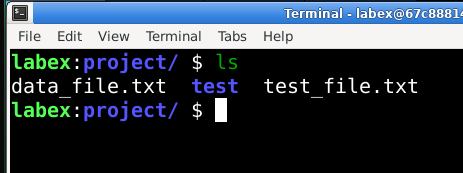 Terminal - labex@67c8881
File Edit View Terminal Tabs Help
labex:project/ $ ls
data_file.txt test test_file.txt
labex:project/ $